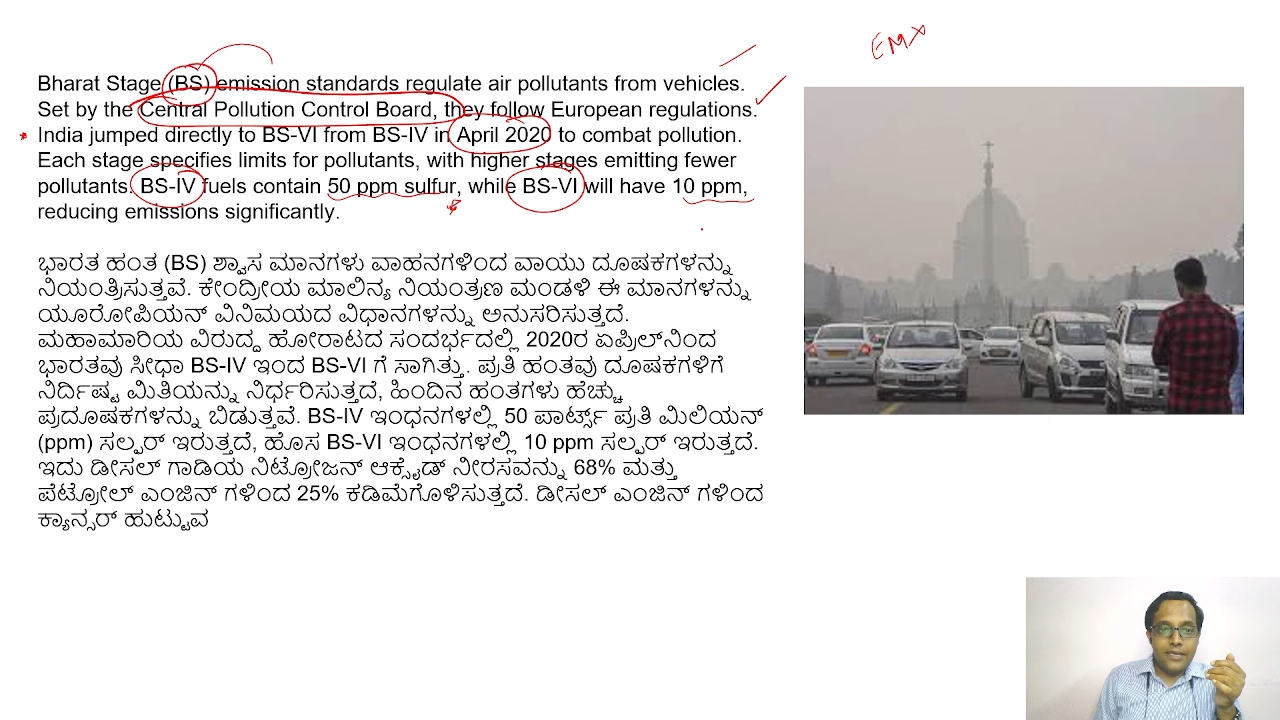 EMX
Bharat Stage (BS) emission standards regulate air pollutants from vehicles.
Set by the Central Pollution Control Board, they follow European regulations.
India jumped directly to BS-VI from BS-IV in April 2020 to combat pollution.
Each stage specifies limits for pollutants, with higher stages emitting fewer
pollutants. BS-IV fuels contain 50 ppm sulfur, while BS-VI will have 10 ppm,
reducing emissions significantly.
ಭಾರತ ಹಂತ (BS) ಶ್ವಾಸ ಮಾನಗಳು ವಾಹನಗಳಿಂದ ವಾಯು ದೂಷಕಗಳನ್ನು
ನಿಯಂತ್ರಿಸುತ್ತವೆ. ಕೇಂದ್ರೀಯ ಮಾಲಿನ್ಯ ನಿಯಂತ್ರಣ ಮಂಡಳಿ ಈ ಮಾನಗಳನ್ನು
ಯೂರೋಪಿಯನ್ ವಿನಿಮಯದ ವಿಧಾನಗಳನ್ನು ಅನುಸರಿಸುತ್ತದೆ.
ಮಹಾಮಾರಿಯ ವಿರುದ್ಧ ಹೋರಾಟದ ಸಂದರ್ಭದಲ್ಲಿ 2020ರ ಏಪ್ರಿಲ್‌ನಿಂದ
ಭಾರತವು ಸೀಧಾ BS-IV ಇಂದ BS-VI ಗೆ ಸಾಗಿತ್ತು. ಪ್ರತಿ ಹಂತವು ದೂಷಕಗಳಿಗೆ
ನಿರ್ದಿಷ್ಟ ಮಿತಿಯನ್ನು ನಿರ್ಧರಿಸುತ್ತದೆ, ಹಿಂದಿನ ಹಂತಗಳು ಹೆಚ್ಚು
ಪ್ರದೂಷಕಗಳನ್ನು ಬಿಡುತ್ತವೆ. BS-IV ಇಂಧನಗಳಲ್ಲಿ 50 ಪಾರ್ಟ್ಸ್ ಪ್ರತಿ ಮಿಲಿಯನ್
(ppm) ಸಲ್ಫರ್ ಇರುತ್ತದೆ, ಹೊಸ BS-VI ಇಂಧನಗಳಲ್ಲಿ 10 ppm ಸಲ್ಫರ್ ಇರುತ್ತದೆ.
ಇದು ಡೀಸಲ್ ಗಾಡಿಯ ನಿಟ್ರೋಜನ್ ಆಕ್ಸೈಡ್ ನೀರಸವನ್ನು 68% ಮತ್ತು
ಪೆಟ್ರೋಲ್ ಎಂಜಿನ್ ಗಳಿಂದ 25% ಕಡಿಮೆಗೊಳಿಸುತ್ತದೆ. ಡೀಸಲ್ ಎಂಜಿನ್ ಗಳಿಂದ
ಕ್ಯಾನ್ಸರ್ ಹುಟ್ಟುವ